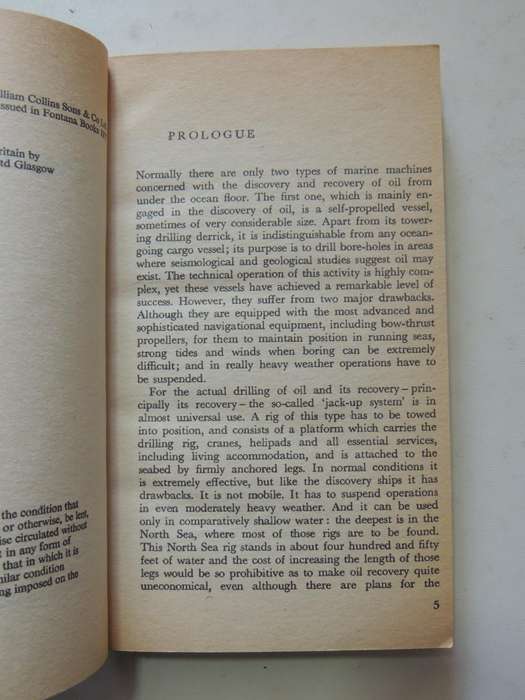 lliam Collins Sons & Co
ssued in Fontana Books
ritain by
td Glasgow
the condition that
or otherwise, be lent,
ise circulated without
t in any form of
that in which it is
milar condition
ng imposed on the
PROLOGUE
Normally there are only two types of marine machines
concerned with the discovery and recovery of oil from
under the ocean floor. The first one, which is mainly en-
gaged in the discovery of oil, is a self-propelled vessel,
sometimes of very considerable size. Apart from its tower-
ing drilling derrick, it is indistinguishable from any ocean-
going cargo vessel; its purpose is to drill bore-holes in areas
where seismological and geological studies suggest oil may
exist. The technical operation of this activity is highly com-
plex, yet these vessels have achieved a remarkable level of
success. However, they suffer from two major drawbacks.
Although they are equipped with the most advanced and
sophisticated navigational equipment, including bow-thrust
propellers, for them to maintain position in running seas,
strong tides and winds when boring can be extremely
difficult; and in really heavy weather operations have to
be suspended.
For the actual drilling of oil and its recovery – prin-
cipally its recovery – the so-called 'jack-up system' is in
almost universal use. A rig of this type has to be towed
into position, and consists of a platform which carries the
drilling rig, cranes, helipads and all essential services,
including living accommodation, and is attached to the
seabed by firmly anchored legs. In normal conditions it
is extremely effective, but like the discovery ships it has
drawbacks. It is not mobile. It has to suspend operations
in even moderately heavy weather. And it can be used
only in comparatively shallow water : the deepest is in the
North Sea, where most of those rigs are to be found.
This North Sea rig stands in about four hundred and fifty
feet of water and the cost of increasing the length of those
legs would be so prohibitive as to make oil recovery quite
uneconomical, even although there are plans for the
5